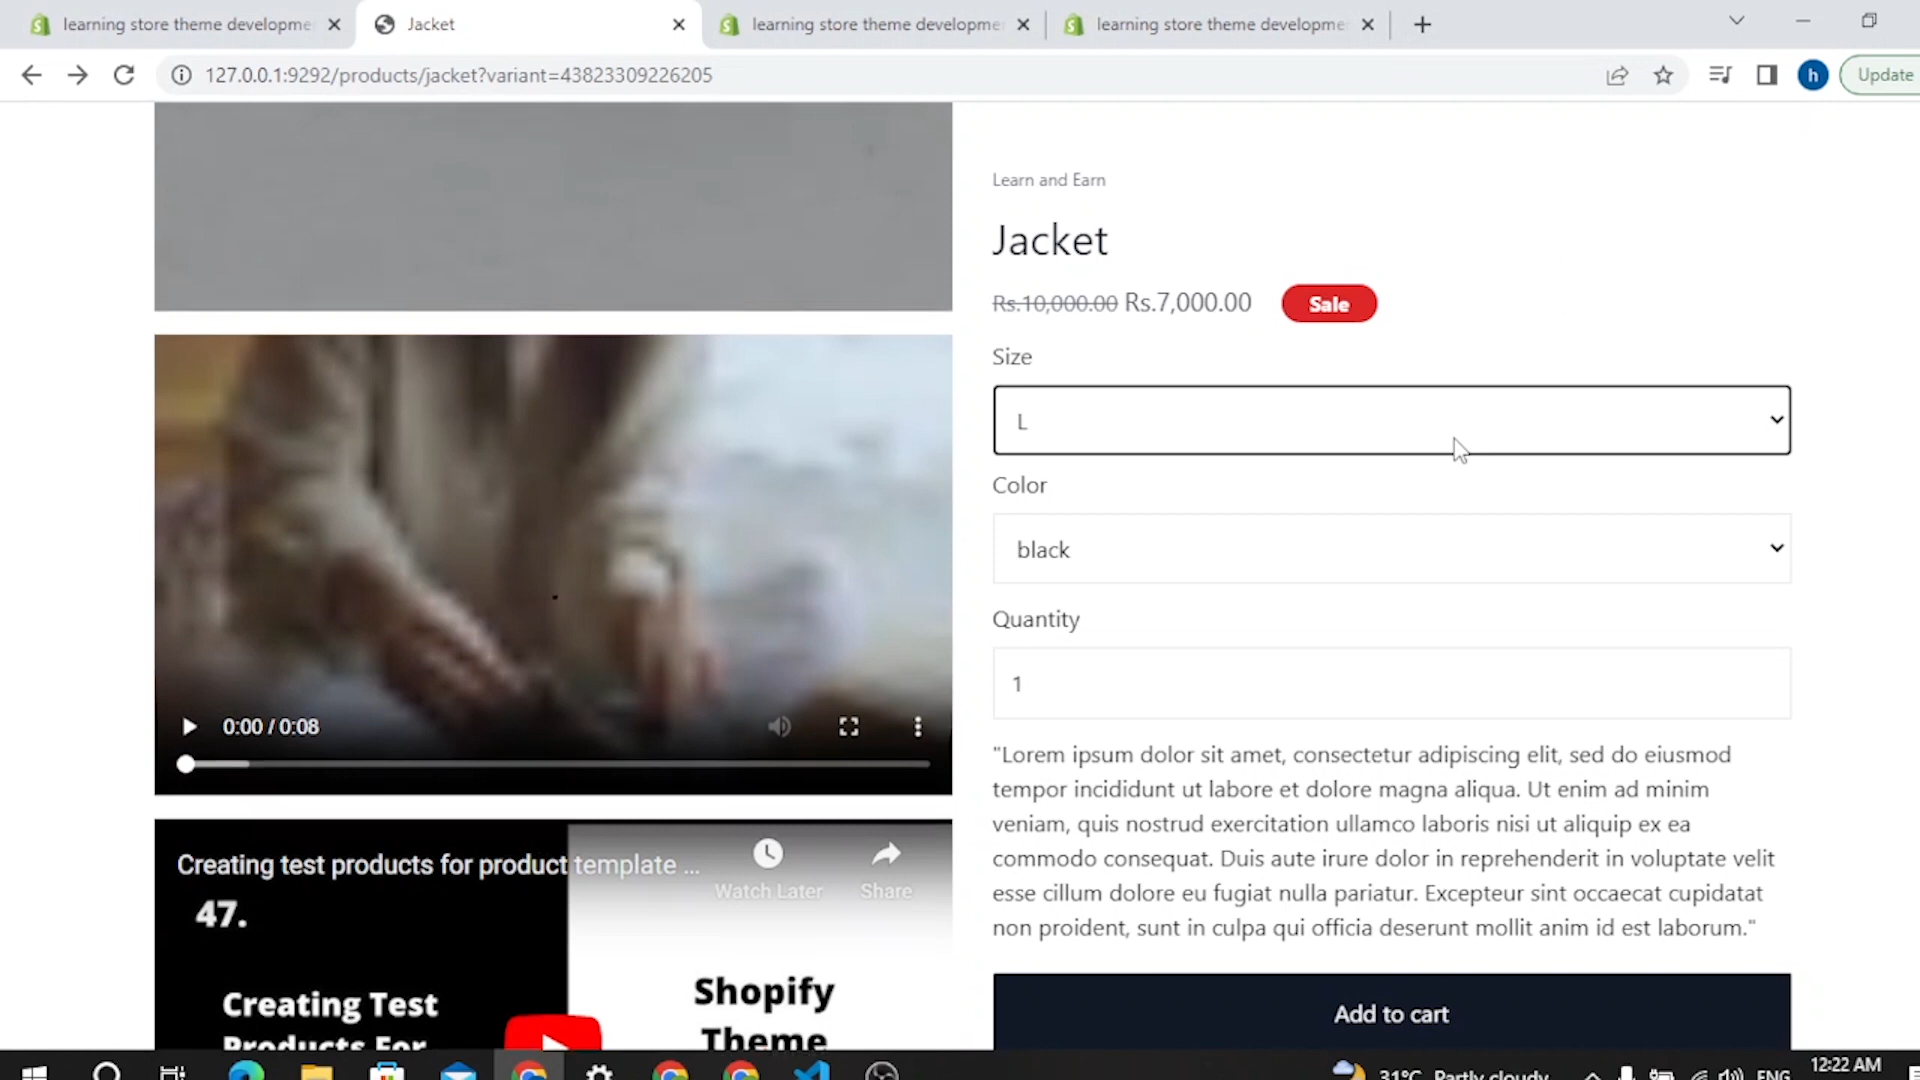 learning store theme developme
Jacket
learning store theme developme
learning store theme developme
127.0.0.1:9292/products/jacket?variant=43823309226205
h
Update
Learn and Earn
Jacket
Rs.10,000.00 Rs.7,000.00 Sale
Size
L
Color
black
Quantity
1
"Lorem ipsum dolor sit amet, consectetur adipiscing elit, sed do eiusmod
tempor incididunt ut labore et dolore magna aliqua. Ut enim ad minim
veniam, quis nostrud exercitation ullamco laboris nisi ut aliquip ex ea
commodo consequat. Duis aute irure dolor in reprehenderit in voluptate velit
esse cillum dolore eu fugiat nulla pariatur. Excepteur sint occaecat cupidatat
non proident, sunt in culpa qui officia deserunt mollit anim id est laborum."
Add to cart
0:00 / 0:08
Creating test products for product template ...
Watch Later
Share
47.
Creating Test
Products For
Shopify
Theme
31°C Partly cloudy
ENG
12:22 AM